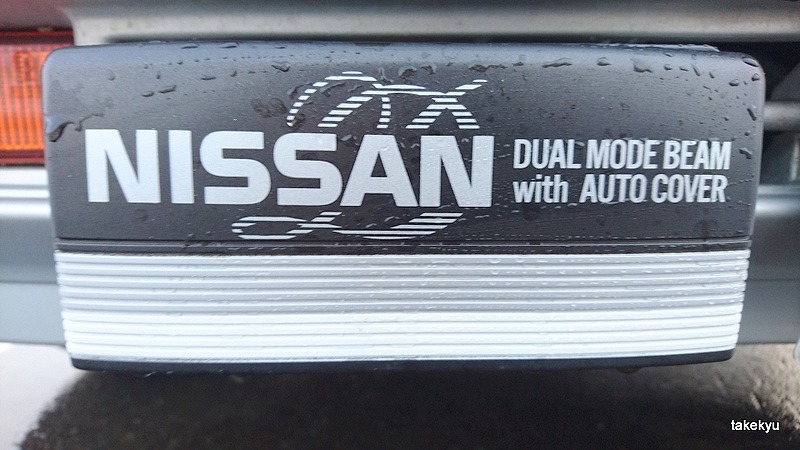 NISSAN
DUAL MODE BEAM
with AUTO COVER
takekyu